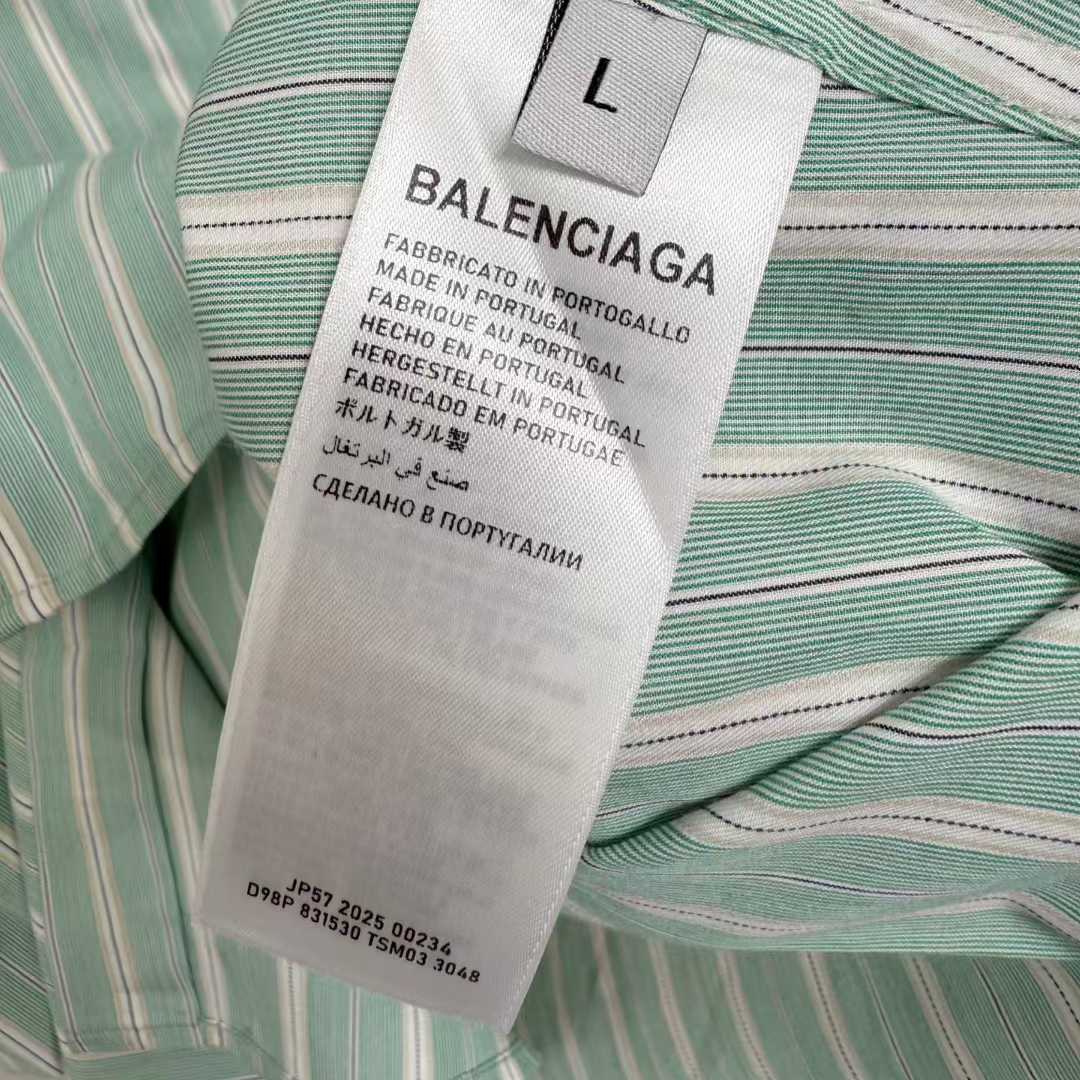 L
BALENCIAGA
FABBRICATO IN PORTOGALLO
MADE IN PORTUGAL
FABRIQUE AU PORTUGAL
HECHO EN PORTUGAL
HERGESTELLT IN PORTUGAL
FABRICADO EM PORTUGAE
ポルトガル製
صنع في البرتغال
СДЕЛАНО В ПОРТУГАЛИИ
JP57 2025 00234
D98P 831530 TSM03 3048